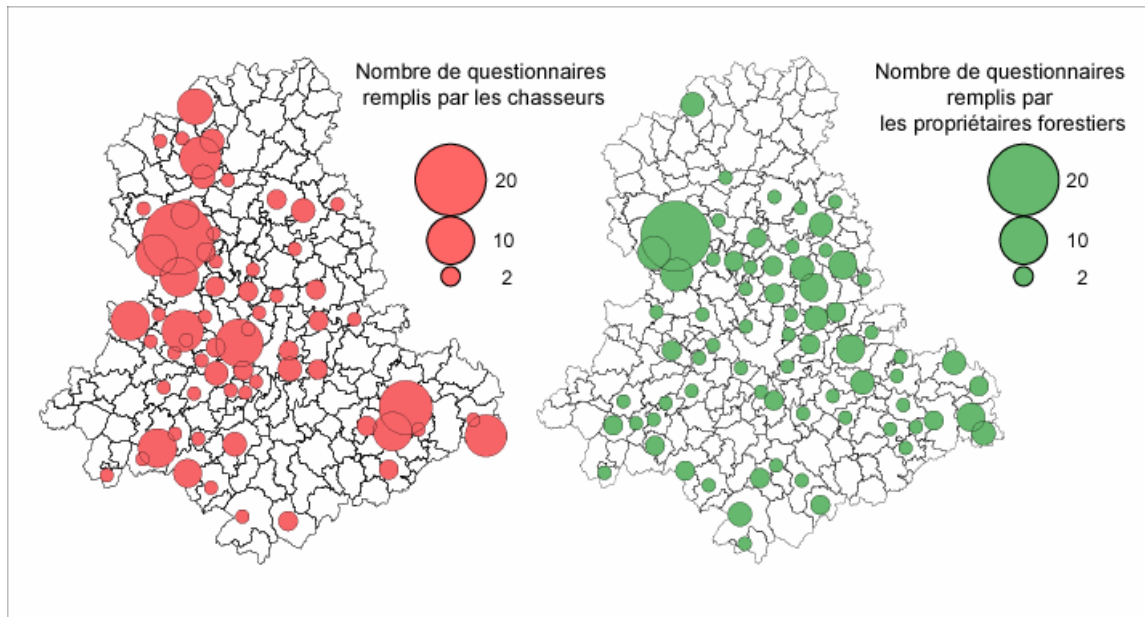 Nombre de questionnaires
remplis par les chasseurs
20
10
2
Nombre de questionnaires
remplis par
les propriétaires forestiers
20
10
2